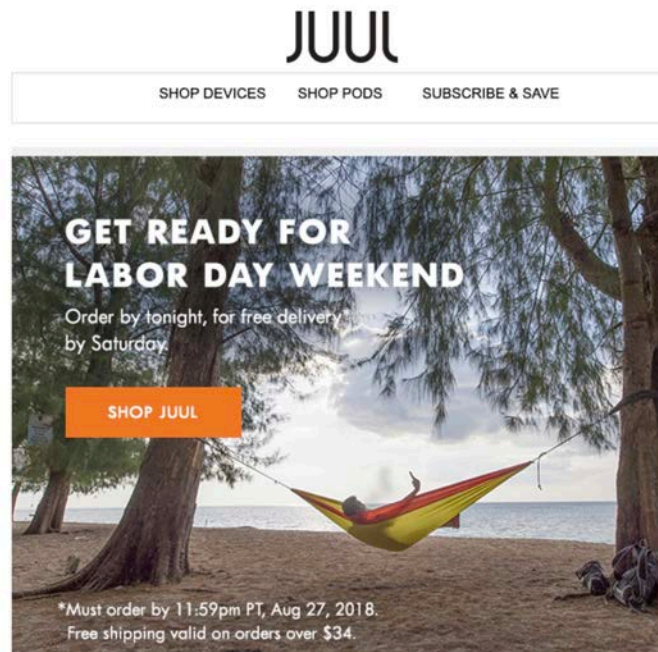 JUUL
SHOP DEVICES SHOP PODS SUBSCRIBE & SAVE
GET READY FOR
LABOR DAY WEEKEND
Order by tonight, for free delivery
by Saturday.
SHOP JUUL
*Must order by 11:59pm PT, Aug 27, 2018.
Free shipping valid on orders over $34.